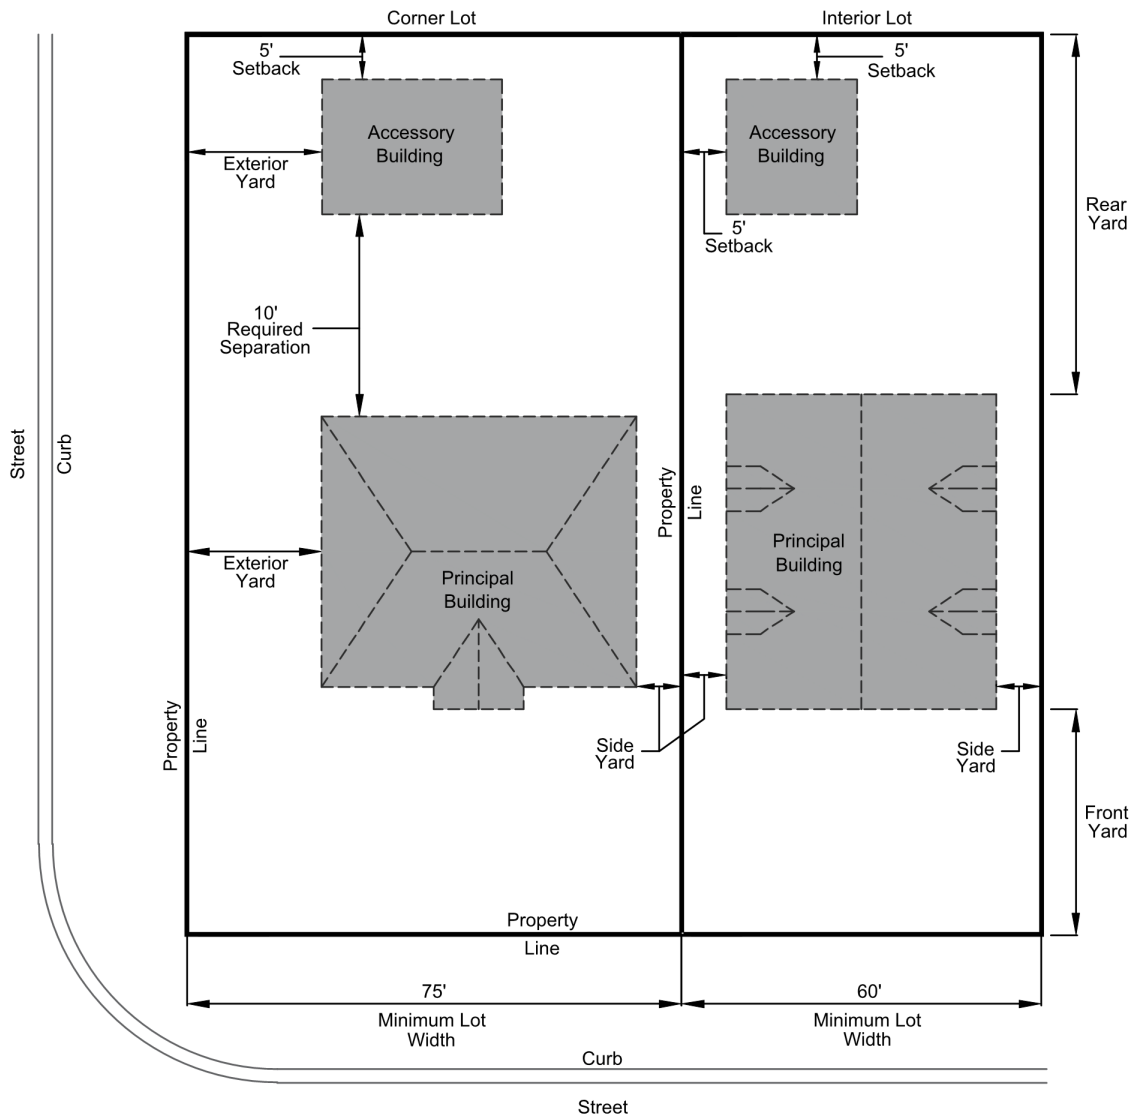 Corner Lot
Interior Lot
5'
Setback
5'
Setback
Accessory
Building
Accessory
Building
Exterior
Yard
5'
Setback
Rear
Yard
10'
Required
Separation
Street
Curb
Property
Line
Principal
Building
Exterior
Yard
Principal
Building
Property
Line
Side
Yard
Side
Yard
Front
Yard
Property
Line
75'
Minimum Lot
Width
60'
Minimum Lot
Width
Curb
Street